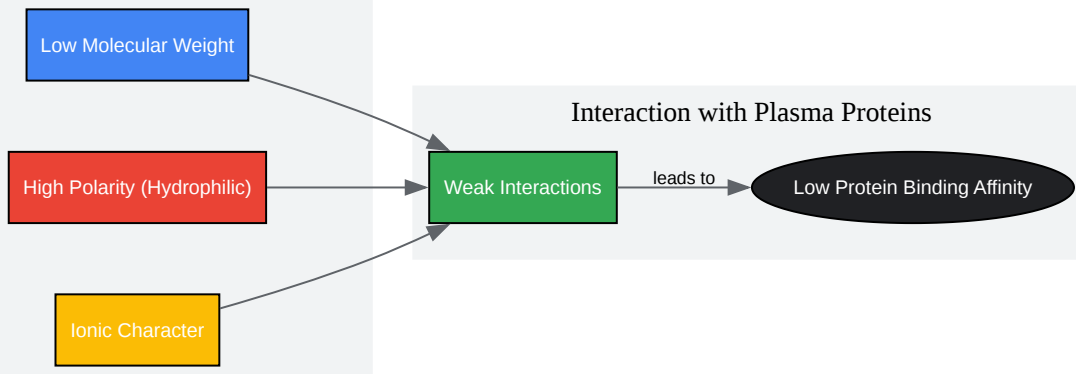 Low Molecular Weight
High Polarity (Hydrophilic)
Ionic Character
Interaction with Plasma Proteins
Weak Interactions
leads to
Low Protein Binding Affinity